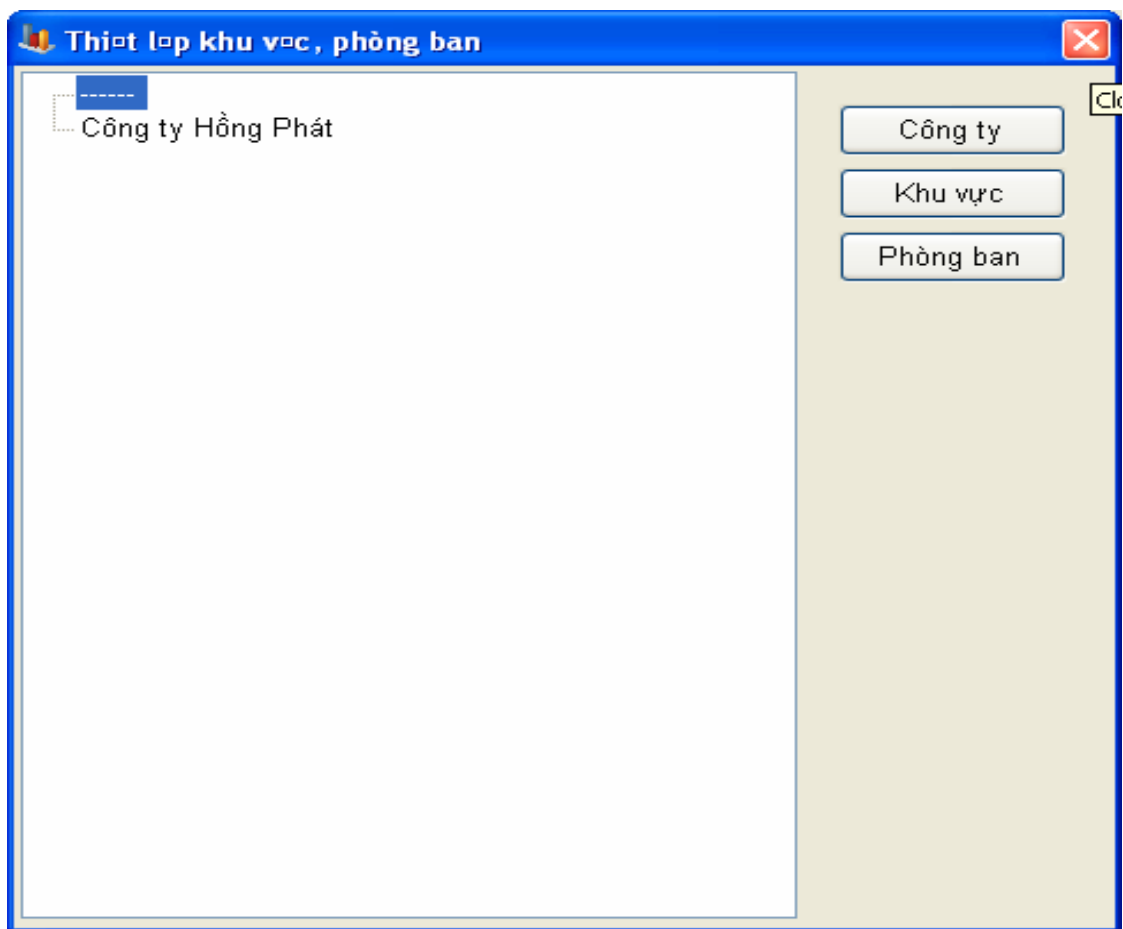 Thi¤t l¤p khu v¤c, phòng ban
------
Công ty Hồng Phát
Công ty
Khu vực
Phòng ban